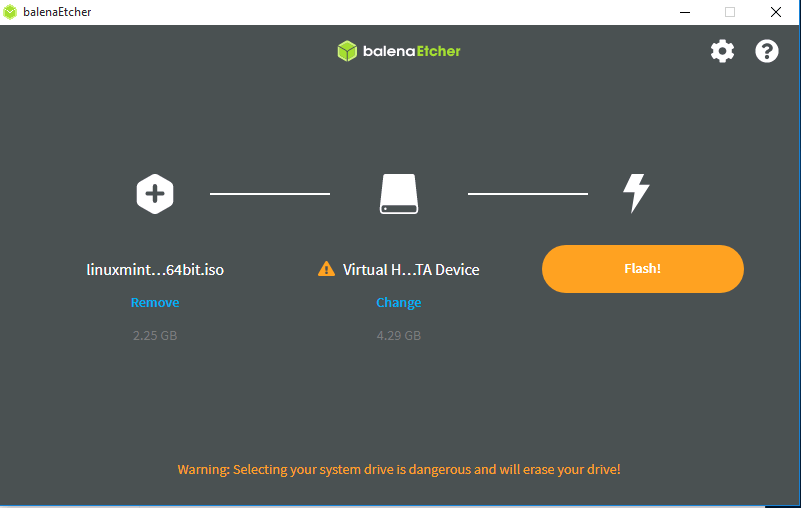 balenaEtcher
balenaEtcher
linuxmint...64bit.iso
Virtual H...TA Device
Flash!
Remove
Change
2.25 GB
4.29 GB
Warning: Selecting your system drive is dangerous and will erase your drive!